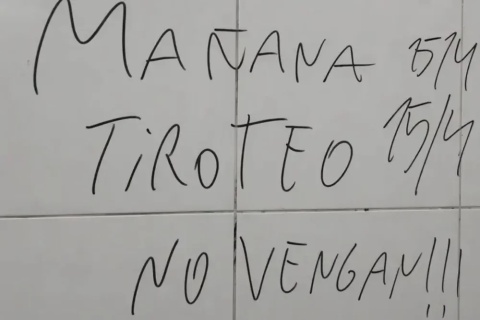 MAÑANA 15/4
TIROTEO 15/4
NO VENGAN!!!